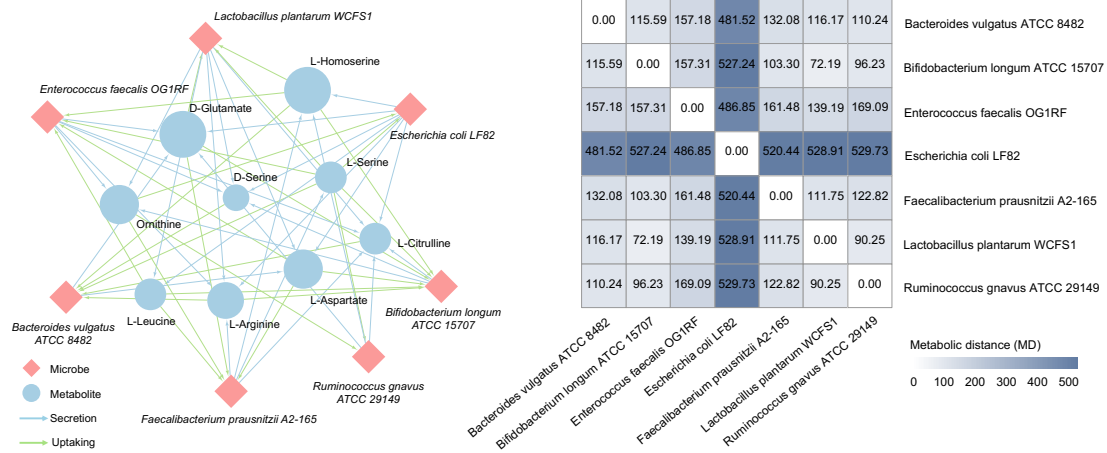 Lactobacillus plantarum WCFS1
L-Homoserine
Enterococcus faecalis OG1RF
D-Glutamate
Escherichia coli LF82
L-Serine
D-Serine
Ornithine
L-Citrulline
L-Aspartate
Bifidobacterium longum
ATCC 15707
L-Leucine
L-Arginine
Bacteroides vulgatus
ATCC 8482
Ruminococcus gnavus
ATCC 29149
Faecalibacterium prausnitzii A2-165
Microbe
Metabolite
Secretion
Uptaking
0.00 115.59 157.18 481.52 132.08 116.17 110.24 Bacteroides vulgatus ATCC 8482
115.59 0.00 157.31 527.24 103.30 72.19 96.23 Bifidobacterium longum ATCC 15707
157.18 157.31 0.00 486.85 161.48 139.19 169.09 Enterococcus faecalis OG1RF
481.52 527.24 486.85 0.00 520.44 528.91 529.73 Escherichia coli LF82
132.08 103.30 161.48 520.44 0.00 111.75 122.82 Faecalibacterium prausnitzii A2-165
116.17 72.19 139.19 528.91 111.75 0.00 90.25 Lactobacillus plantarum WCFS1
110.24 96.23 169.09 529.73 122.82 90.25 0.00 Ruminococcus gnavus ATCC 29149
Bacteroides vulgatus ATCC 8482
Bifidobacterium longum ATCC 15707
Enterococcus faecalis OG1RF
Escherichia coli LF82
Faecalibacterium prausnitzii A2-165
Lactobacillus plantarum WCFS1
Ruminococcus gnavus ATCC 29149
Metabolic distance (MD)
0 100 200 300 400 500